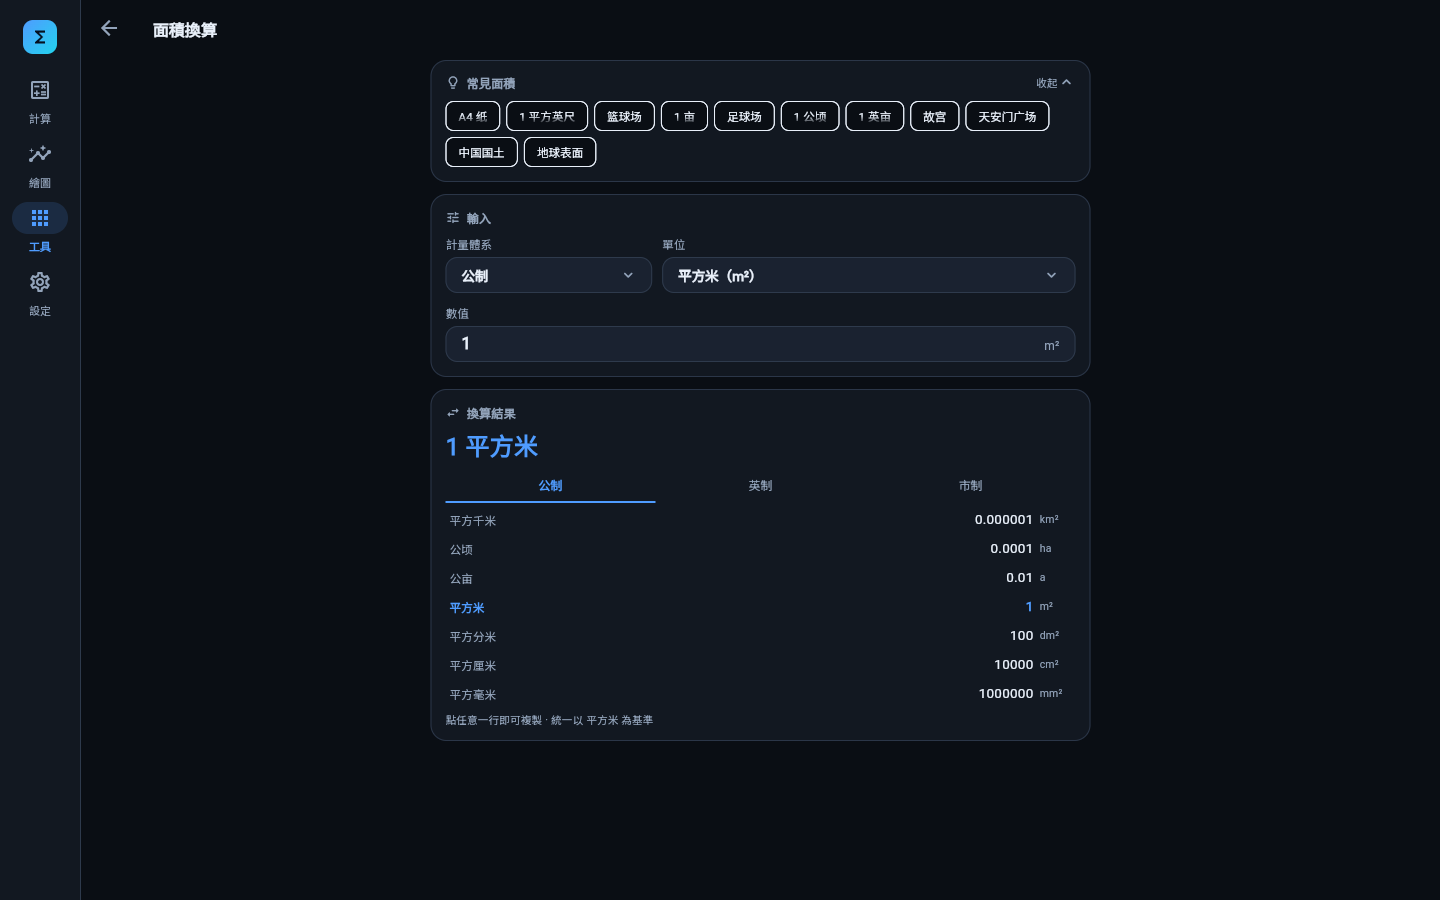 Σ
面積換算
計算
繪圖
工具
設定
常見面積
收起
A4 纸
1 平方英尺
篮球场
1 亩
足球场
1 公顷
1 英亩
故宫
天安门广场
中国国土
地球表面
輸入
計量體系
單位
公制
平方米（m²）
數值
1
m²
換算結果
1 平方米
公制
英制
市制
平方千米 0.000001 km²
公顷 0.0001 ha
公亩 0.01 a
平方米 1 m²
平方分米 100 dm²
平方厘米 10000 cm²
平方毫米 1000000 mm²
點任意一行即可複製 · 統一以 平方米 為基準